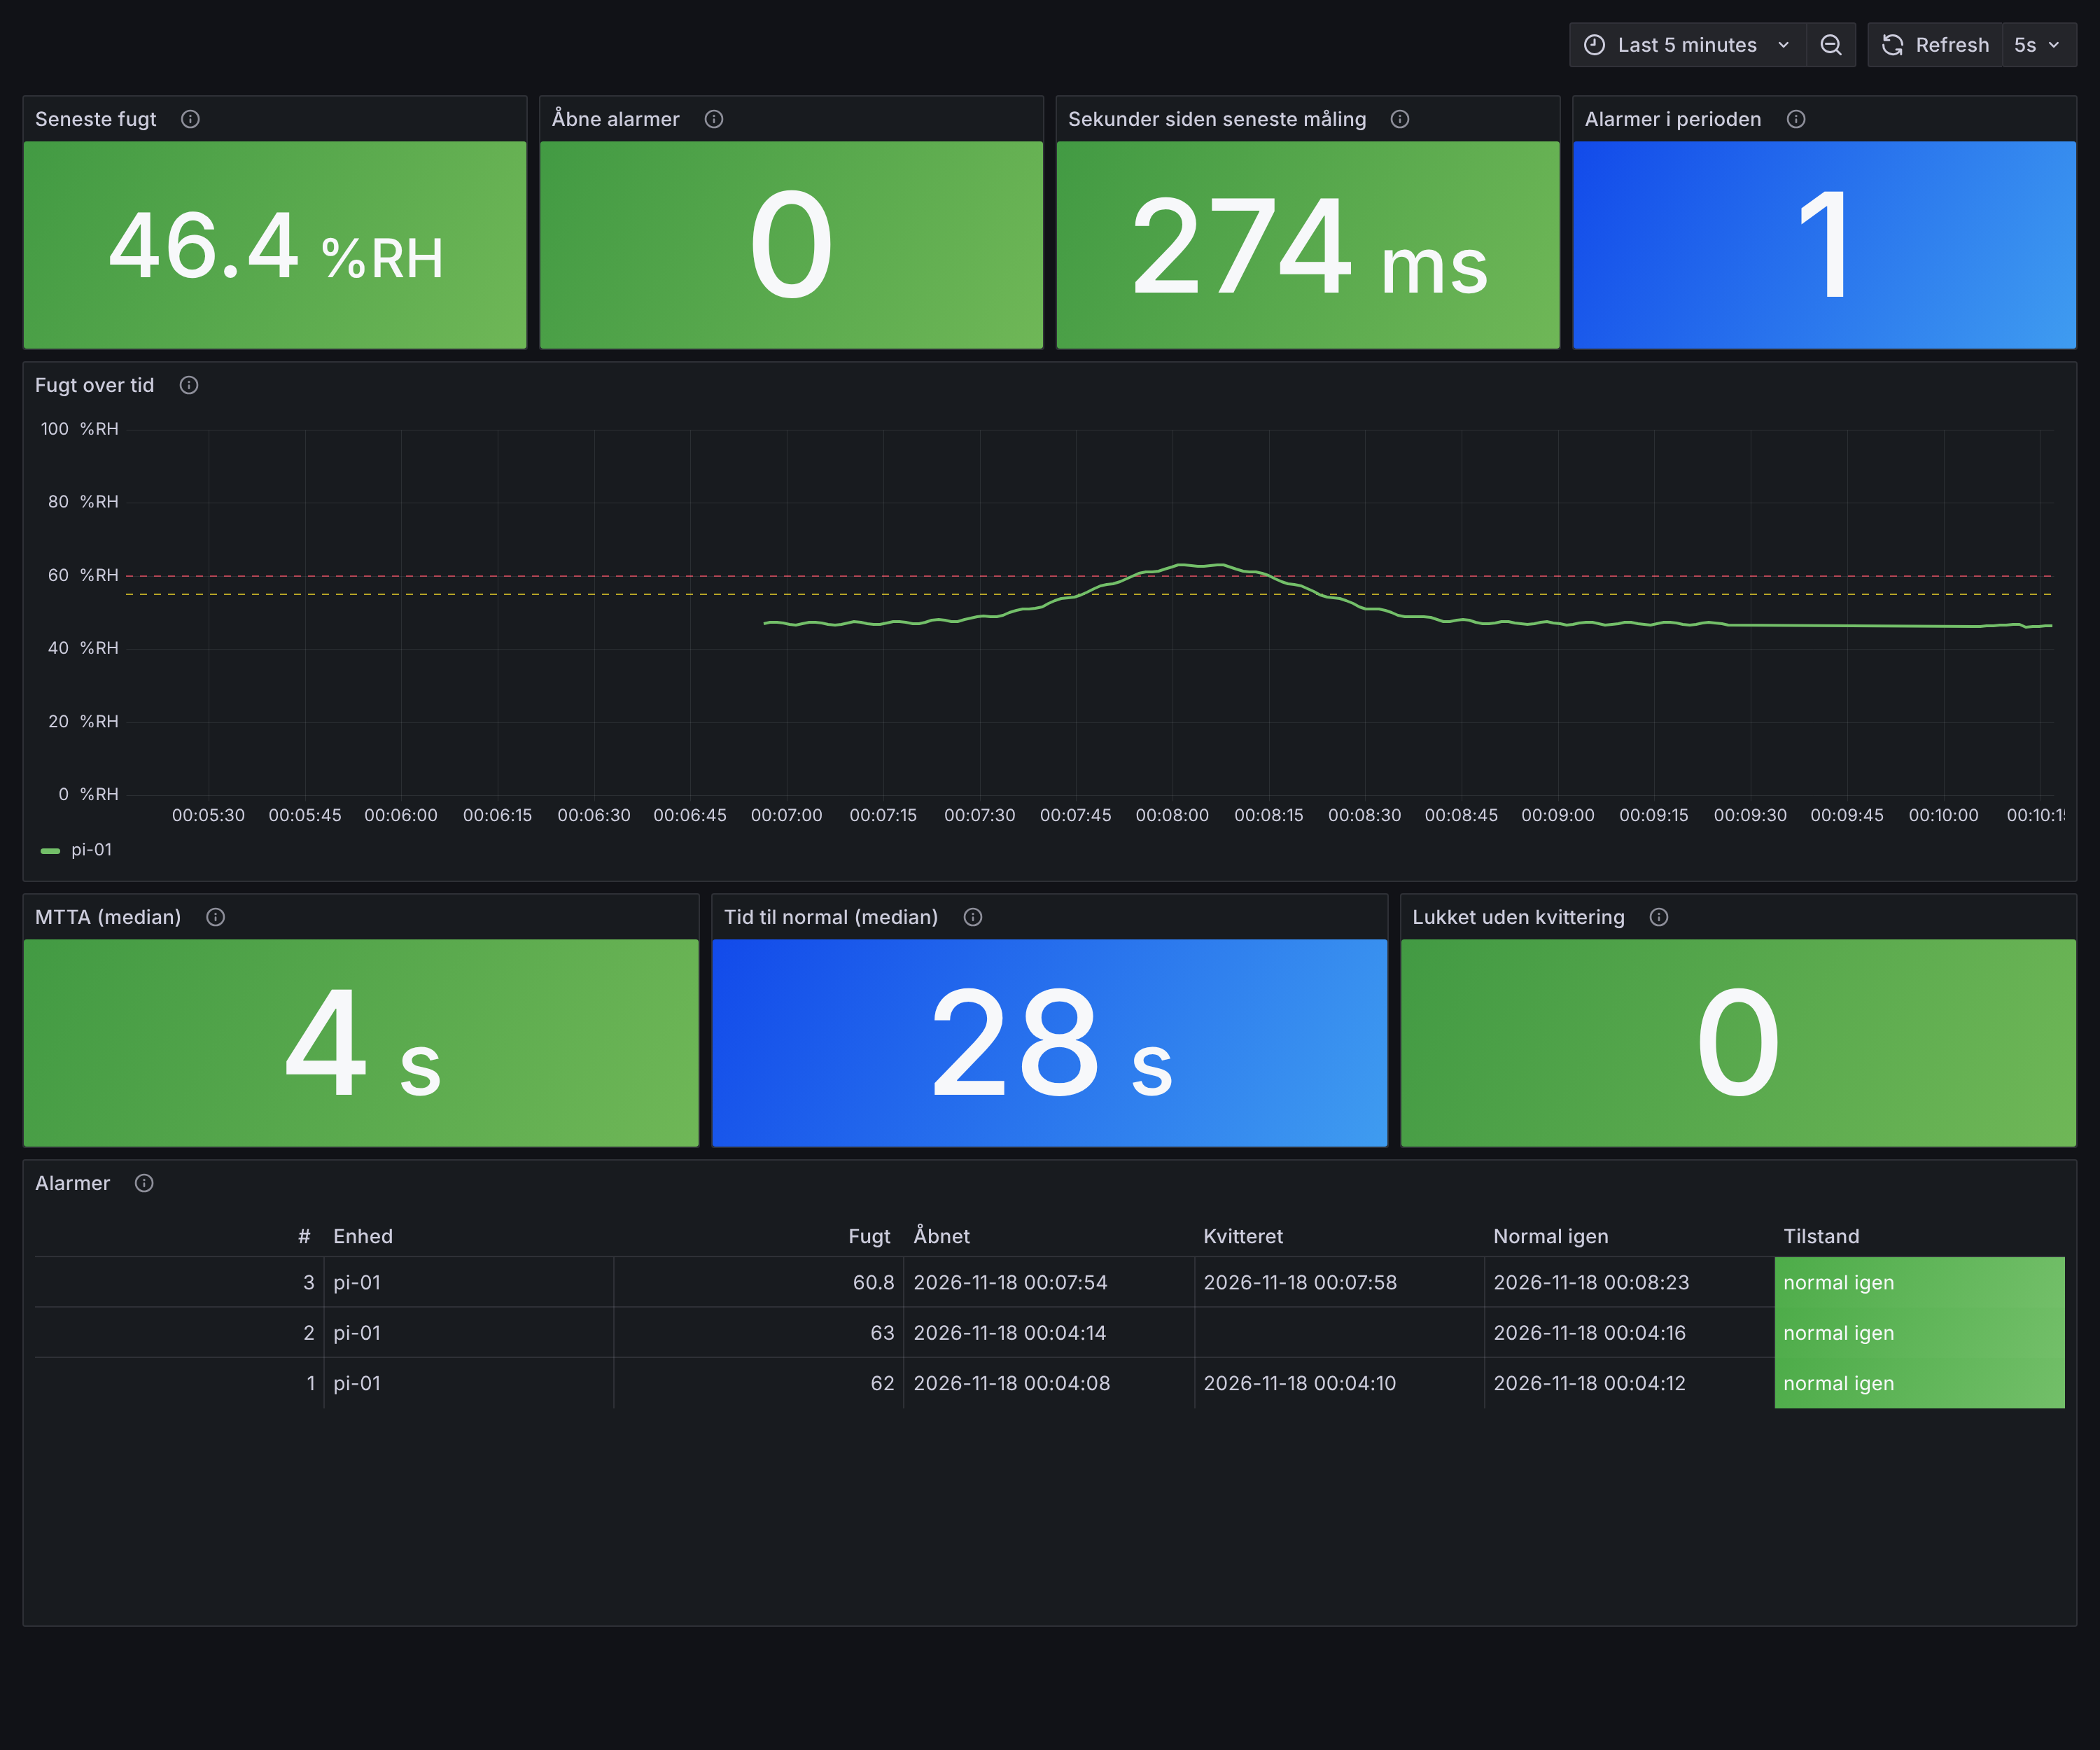 Last 5 minutes Refresh 5s
Seneste fugt Åbne alarmer Sekunder siden seneste måling Alarmer i perioden
46.4 %RH 0 274 ms 1
Fugt over tid
100 %RH
80 %RH
60 %RH
40 %RH
20 %RH
0 %RH
00:05:30 00:05:45 00:06:00 00:06:15 00:06:30 00:06:45 00:07:00 00:07:15 00:07:30 00:07:45 00:08:00 00:08:15 00:08:30 00:08:45 00:09:00 00:09:15 00:09:30 00:09:45 00:10:00 00:10:15
pi-01
MTTA (median) Tid til normal (median) Lukket uden kvittering
4 s 28 s 0
Alarmer
# Enhed Fugt Åbnet Kvitteret Normal igen Tilstand
3 pi-01 60.8 2026-11-18 00:07:54 2026-11-18 00:07:58 2026-11-18 00:08:23 normal igen
2 pi-01 63 2026-11-18 00:04:14 2026-11-18 00:04:16 normal igen
1 pi-01 62 2026-11-18 00:04:08 2026-11-18 00:04:10 2026-11-18 00:04:12 normal igen